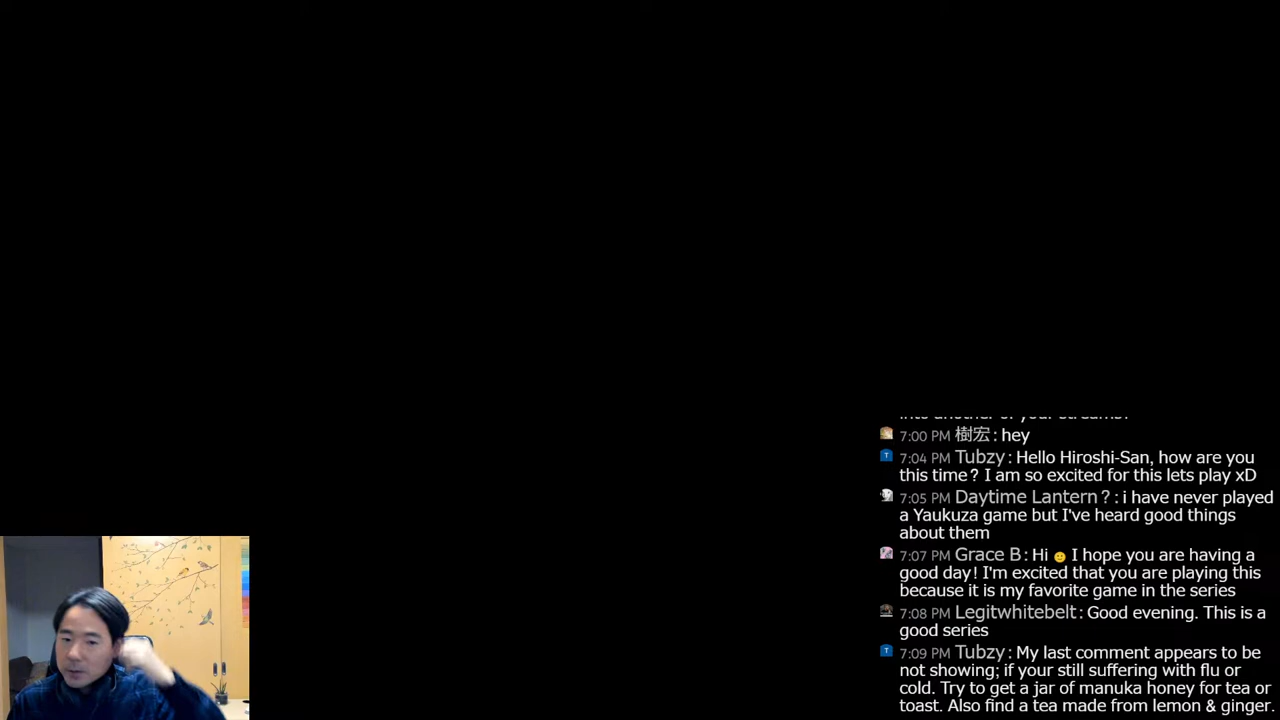 7:00 PM 樹宏: hey
7:04 PM Tubzy: Hello Hiroshi-San, how are you
this time? I am so excited for this lets play xD
7:05 PM Daytime Lantern?: i have never played
a Yaukuza game but I've heard good things
about them
7:07 PM Grace B: Hi 🙂 I hope you are having a
good day! I'm excited that you are playing this
because it is my favorite game in the series
7:08 PM Legitwhitebelt: Good evening. This is a
good series
7:09 PM Tubzy: My last comment appears to be
not showing; if your still suffering with flu or
cold. Try to get a jar of manuka honey for tea or
toast. Also find a tea made from lemon & ginger.